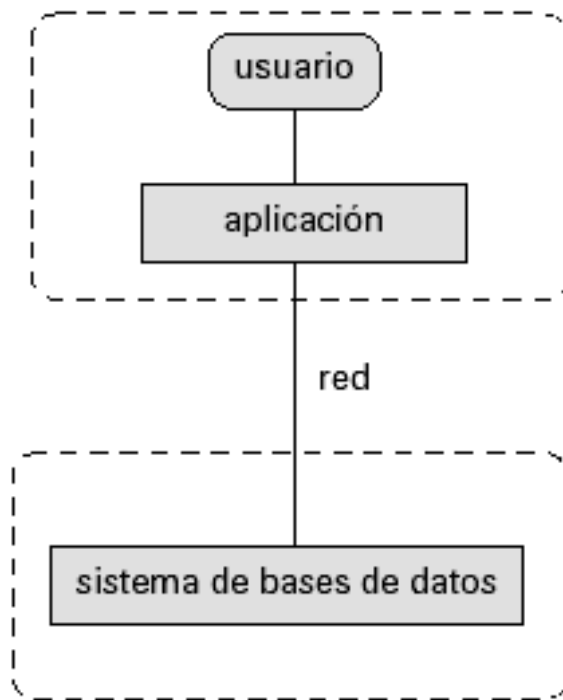 usuario
aplicación
red
sistema de bases de datos